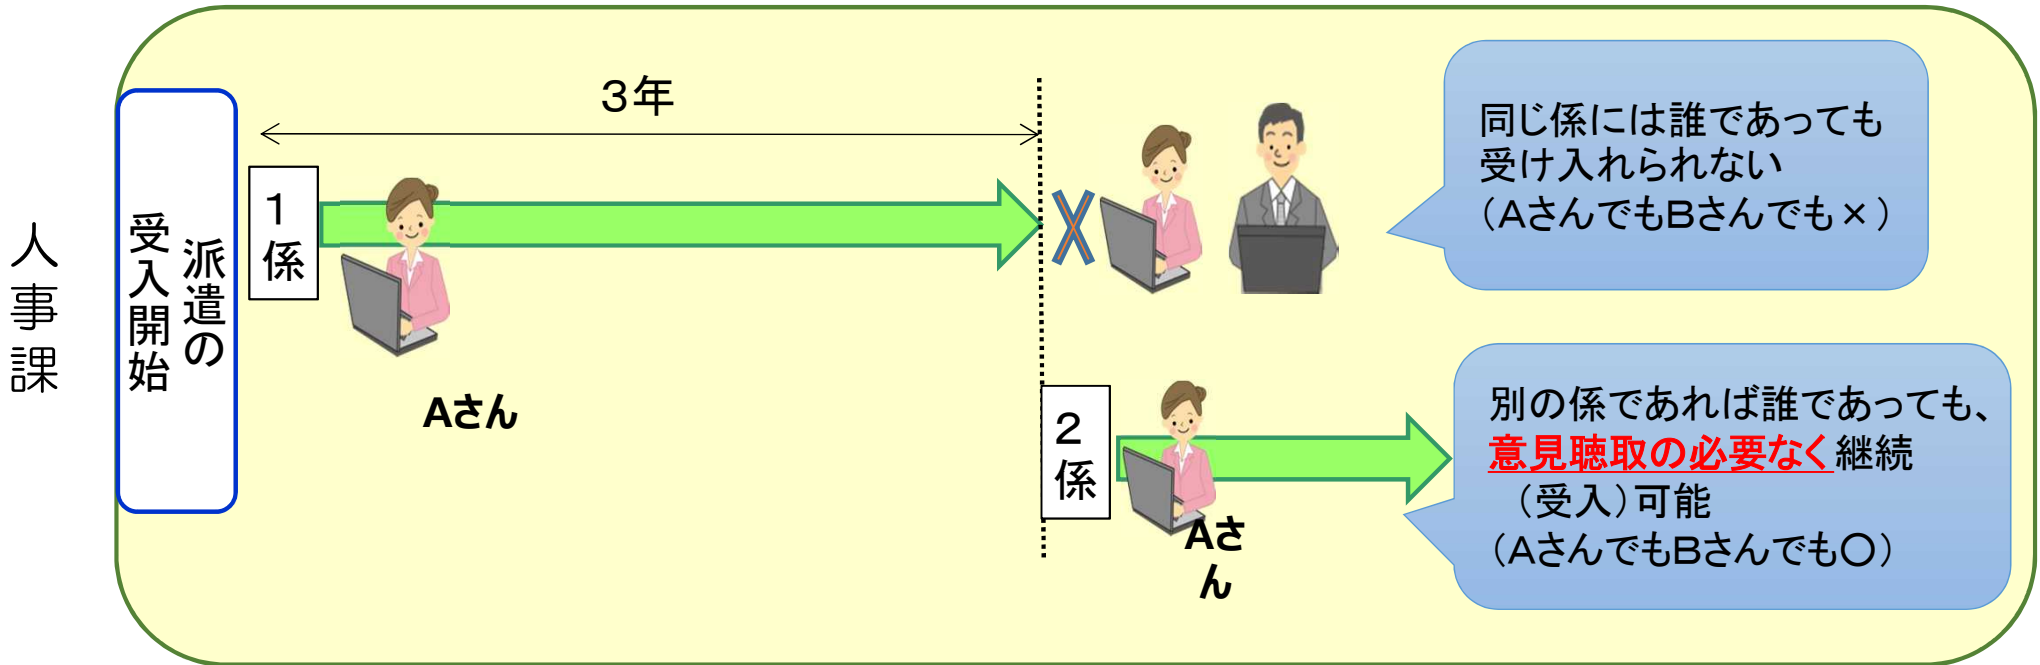 人事課
派遣の
受入開始
3年
1
係
Aさん
同じ係には誰であっても
受け入れられない
(AさんでもBさんでも×)
2
係
Aさ
ん
別の係であれば誰であっても、
意見聴取の必要なく継続
(受入)可能
(AさんでもBさんでも〇)